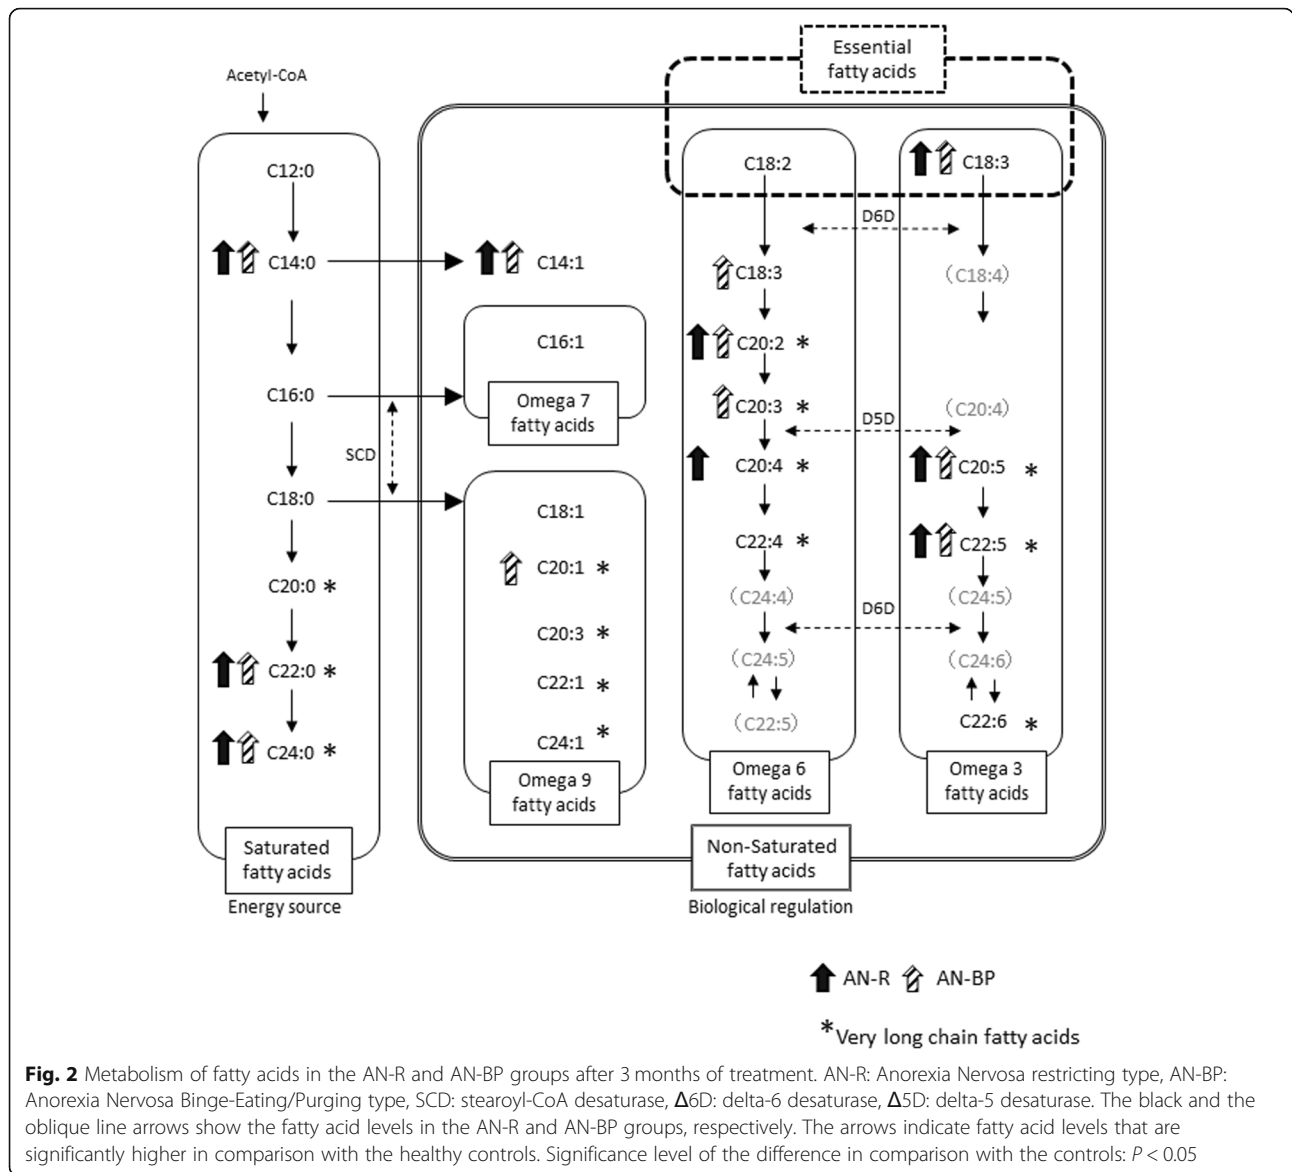 Essential
fatty acids
Acetyl-CoA
C12:0
C14:0
C16:0
SCD
C18:0
C20:0 *
C22:0 *
C24:0 *
Saturated
fatty acids
Energy source
C14:1
C16:1
Omega 7
fatty acids
C18:1
C20:1 *
C20:3 *
C22:1 *
C24:1 *
Omega 9
fatty acids
C18:2
C18:3
C20:2 *
C20:3 *
C20:4 *
C22:4 *
(C24:4)
(C24:5)
(C22:5)
Omega 6
fatty acids
D6D
D5D
D6D
C18:3
(C18:4)
(C20:4)
C20:5 *
C22:5 *
(C24:5)
(C24:6)
C22:6 *
Omega 3
fatty acids
Non-Saturated
fatty acids
Biological regulation
AN-R AN-BP
*Very long chain fatty acids
Fig. 2 Metabolism of fatty acids in the AN-R and AN-BP groups after 3 months of treatment. AN-R: Anorexia Nervosa restricting type, AN-BP:
Anorexia Nervosa Binge-Eating/Purging type, SCD: stearoyl-CoA desaturase, Δ6D: delta-6 desaturase, Δ5D: delta-5 desaturase. The black and the
oblique line arrows show the fatty acid levels in the AN-R and AN-BP groups, respectively. The arrows indicate fatty acid levels that are
significantly higher in comparison with the healthy controls. Significance level of the difference in comparison with the controls: P < 0.05